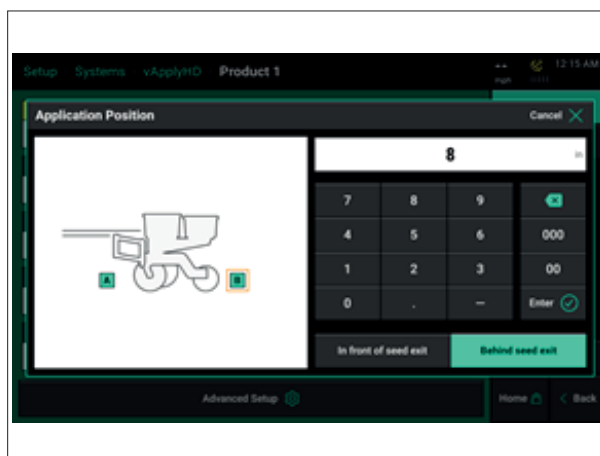 Setup Systems vApplyHD Product 1 -- mph 12:15 AM
Application Position Cancel
8 in
7 8 9
4 5 6 000
1 2 3 00
0 . - Enter
A B
In front of seed exit Behind seed exit
Advanced Setup Home Back